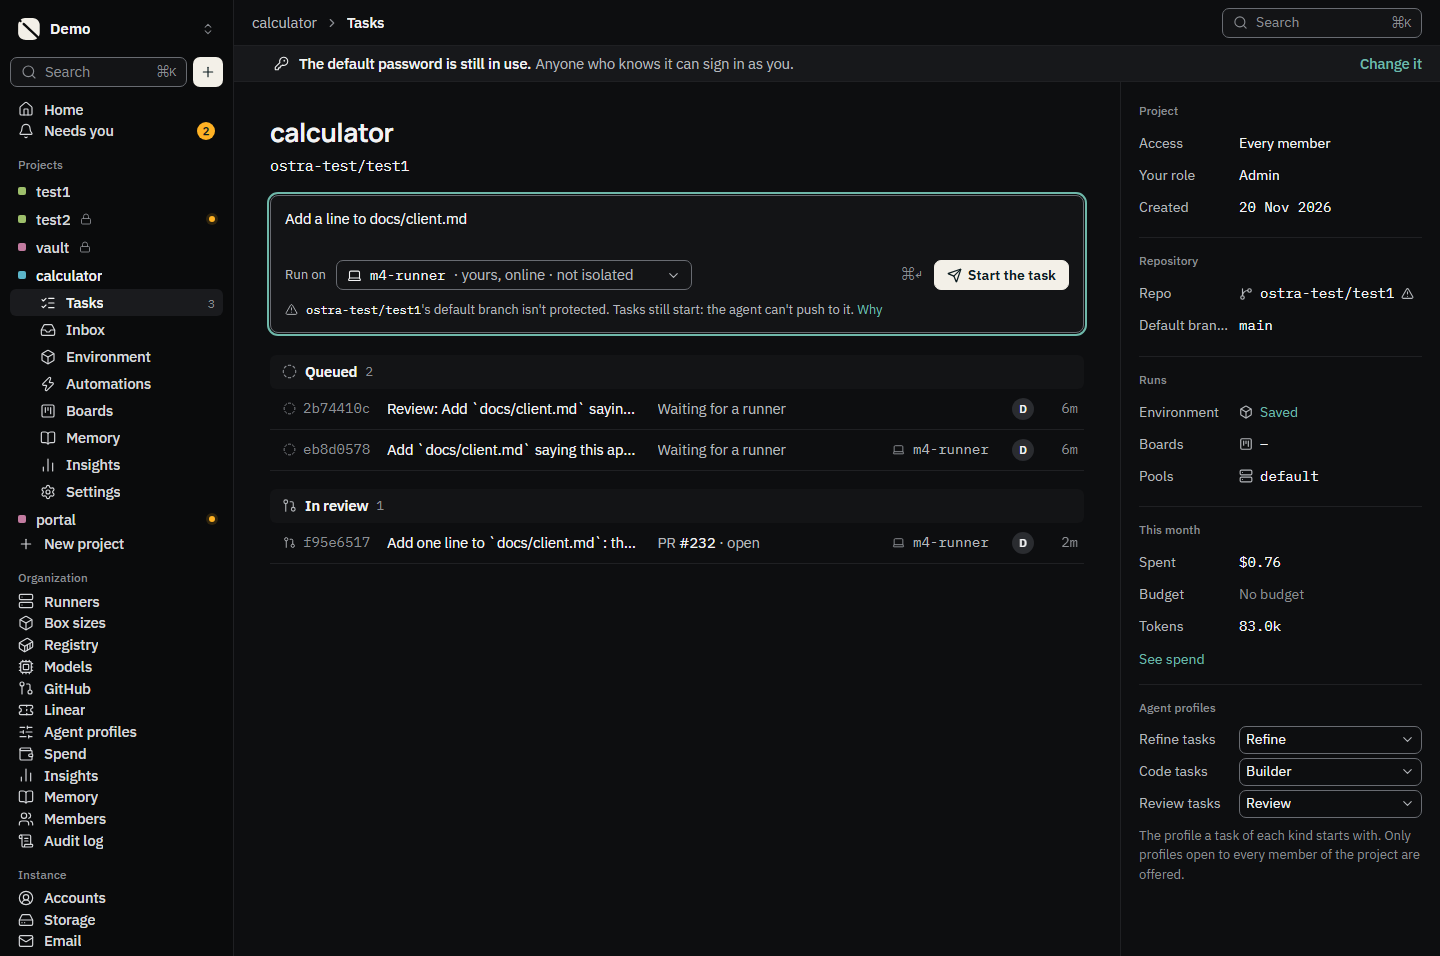 Demo
Search ⌘K
+
Home
Needs you 2
Projects
test1
test2
vault
calculator
Tasks 3
Inbox
Environment
Automations
Boards
Memory
Insights
Settings
portal
New project
Organization
Runners
Box sizes
Registry
Models
GitHub
Linear
Agent profiles
Spend
Insights
Memory
Members
Audit log
Instance
Accounts
Storage
Email
calculator > Tasks
Search ⌘K
The default password is still in use. Anyone who knows it can sign in as you. Change it
calculator
ostra-test/test1
Add a line to docs/client.md
Run on m4-runner · yours, online · not isolated ⌘↵ Start the task
ostra-test/test1's default branch isn't protected. Tasks still start: the agent can't push to it. Why
Queued 2
2b74410c Review: Add `docs/client.md` sayin... Waiting for a runner D 6m
eb8d0578 Add `docs/client.md` saying this ap... Waiting for a runner m4-runner D 6m
In review 1
f95e6517 Add one line to `docs/client.md`: th... PR #232 · open m4-runner D 2m
Project
Access Every member
Your role Admin
Created 20 Nov 2026
Repository
Repo ostra-test/test1
Default bran... main
Runs
Environment Saved
Boards –
Pools default
This month
Spent $0.76
Budget No budget
Tokens 83.0k
See spend
Agent profiles
Refine tasks Refine
Code tasks Builder
Review tasks Review
The profile a task of each kind starts with. Only
profiles open to every member of the project are
offered.